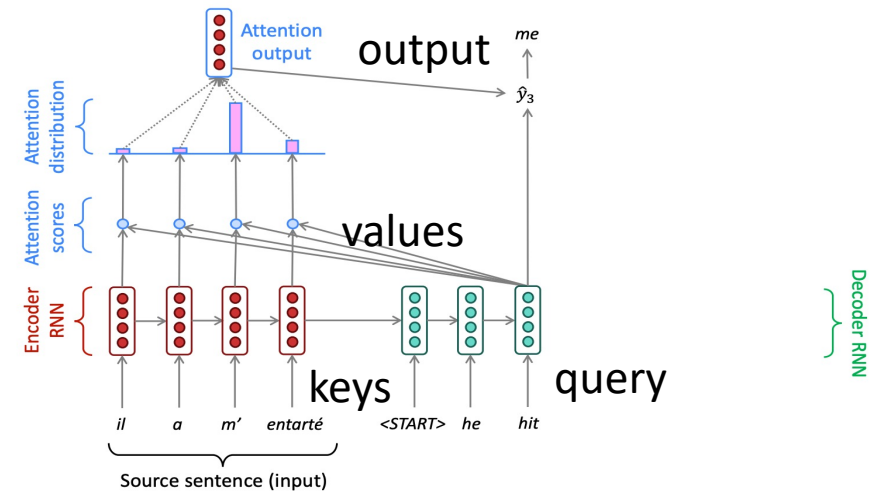 Attention
output
output
me
ŷ3
Attention
distribution
Attention
scores
values
Encoder
RNN
Decoder RNN
keys
query
il
a
m’
entarté
<START>
he
hit
Source sentence (input)